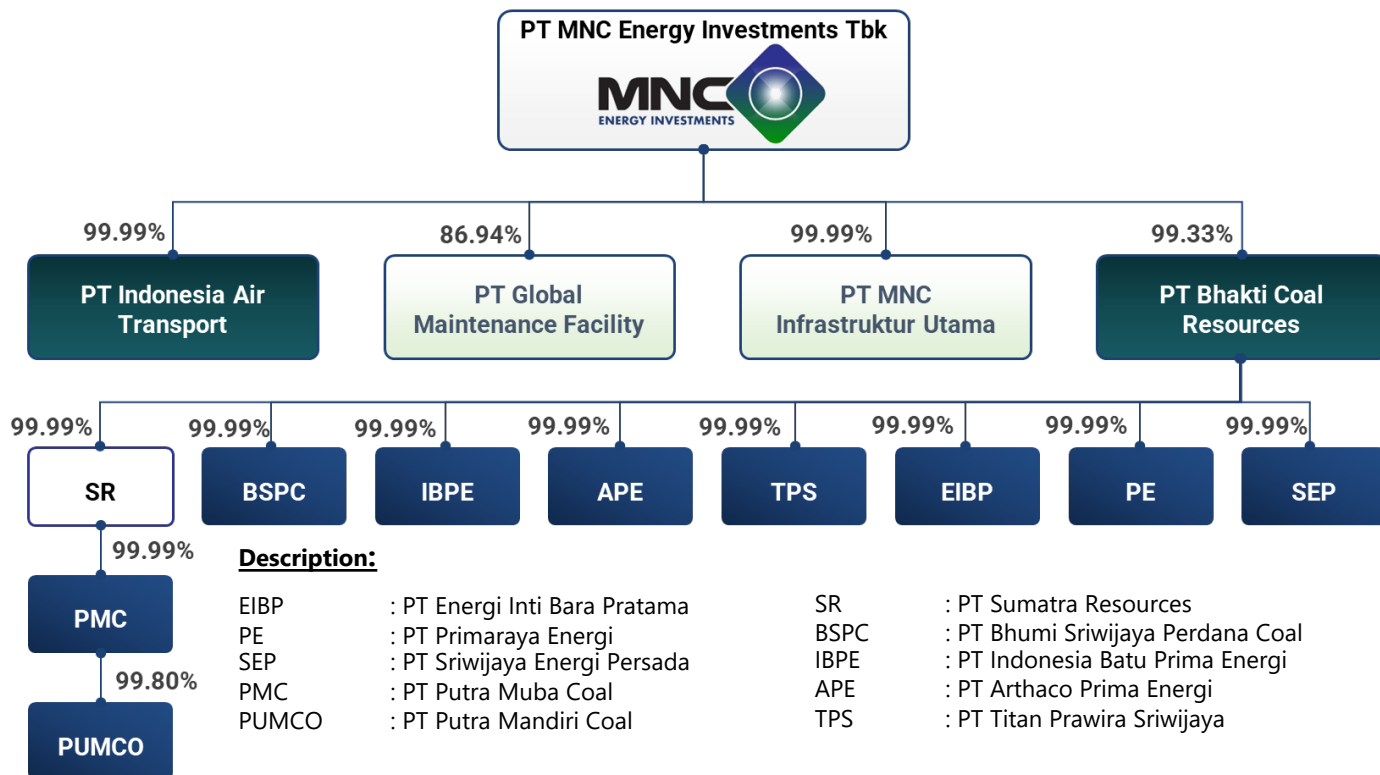 PT MNC Energy Investments Tbk
MNC
ENERGY INVESTMENTS
99.99%
86.94%
99.99%
99.33%
PT Indonesia Air
Transport
PT Global
Maintenance Facility
PT MNC
Infrastruktur Utama
PT Bhakti Coal
Resources
99.99%
99.99%
99.99%
99.99%
99.99%
99.99%
99.99%
99.99%
SR
BSPC
IBPE
APE
TPS
EIBP
PE
SEP
99.99%
PMC
99.80%
PUMCO
Description:
EIBP : PT Energi Inti Bara Pratama
PE : PT Primaraya Energi
SEP : PT Sriwijaya Energi Persada
PMC : PT Putra Muba Coal
PUMCO : PT Putra Mandiri Coal
SR : PT Sumatra Resources
BSPC : PT Bhumi Sriwijaya Perdana Coal
IBPE : PT Indonesia Batu Prima Energi
APE : PT Arthaco Prima Energi
TPS : PT Titan Prawira Sriwijaya